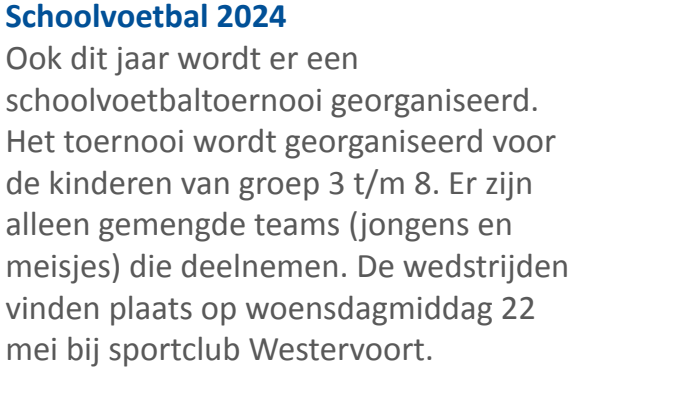 Schoolvoetbal 2024
Ook dit jaar wordt er een
schoolvoetbaltoernooi georganiseerd.
Het toernooi wordt georganiseerd voor
de kinderen van groep 3 t/m 8. Er zijn
alleen gemengde teams (jongens en
meisjes) die deelnemen. De wedstrijden
vinden plaats op woensdagmiddag 22
mei bij sportclub Westervoort.